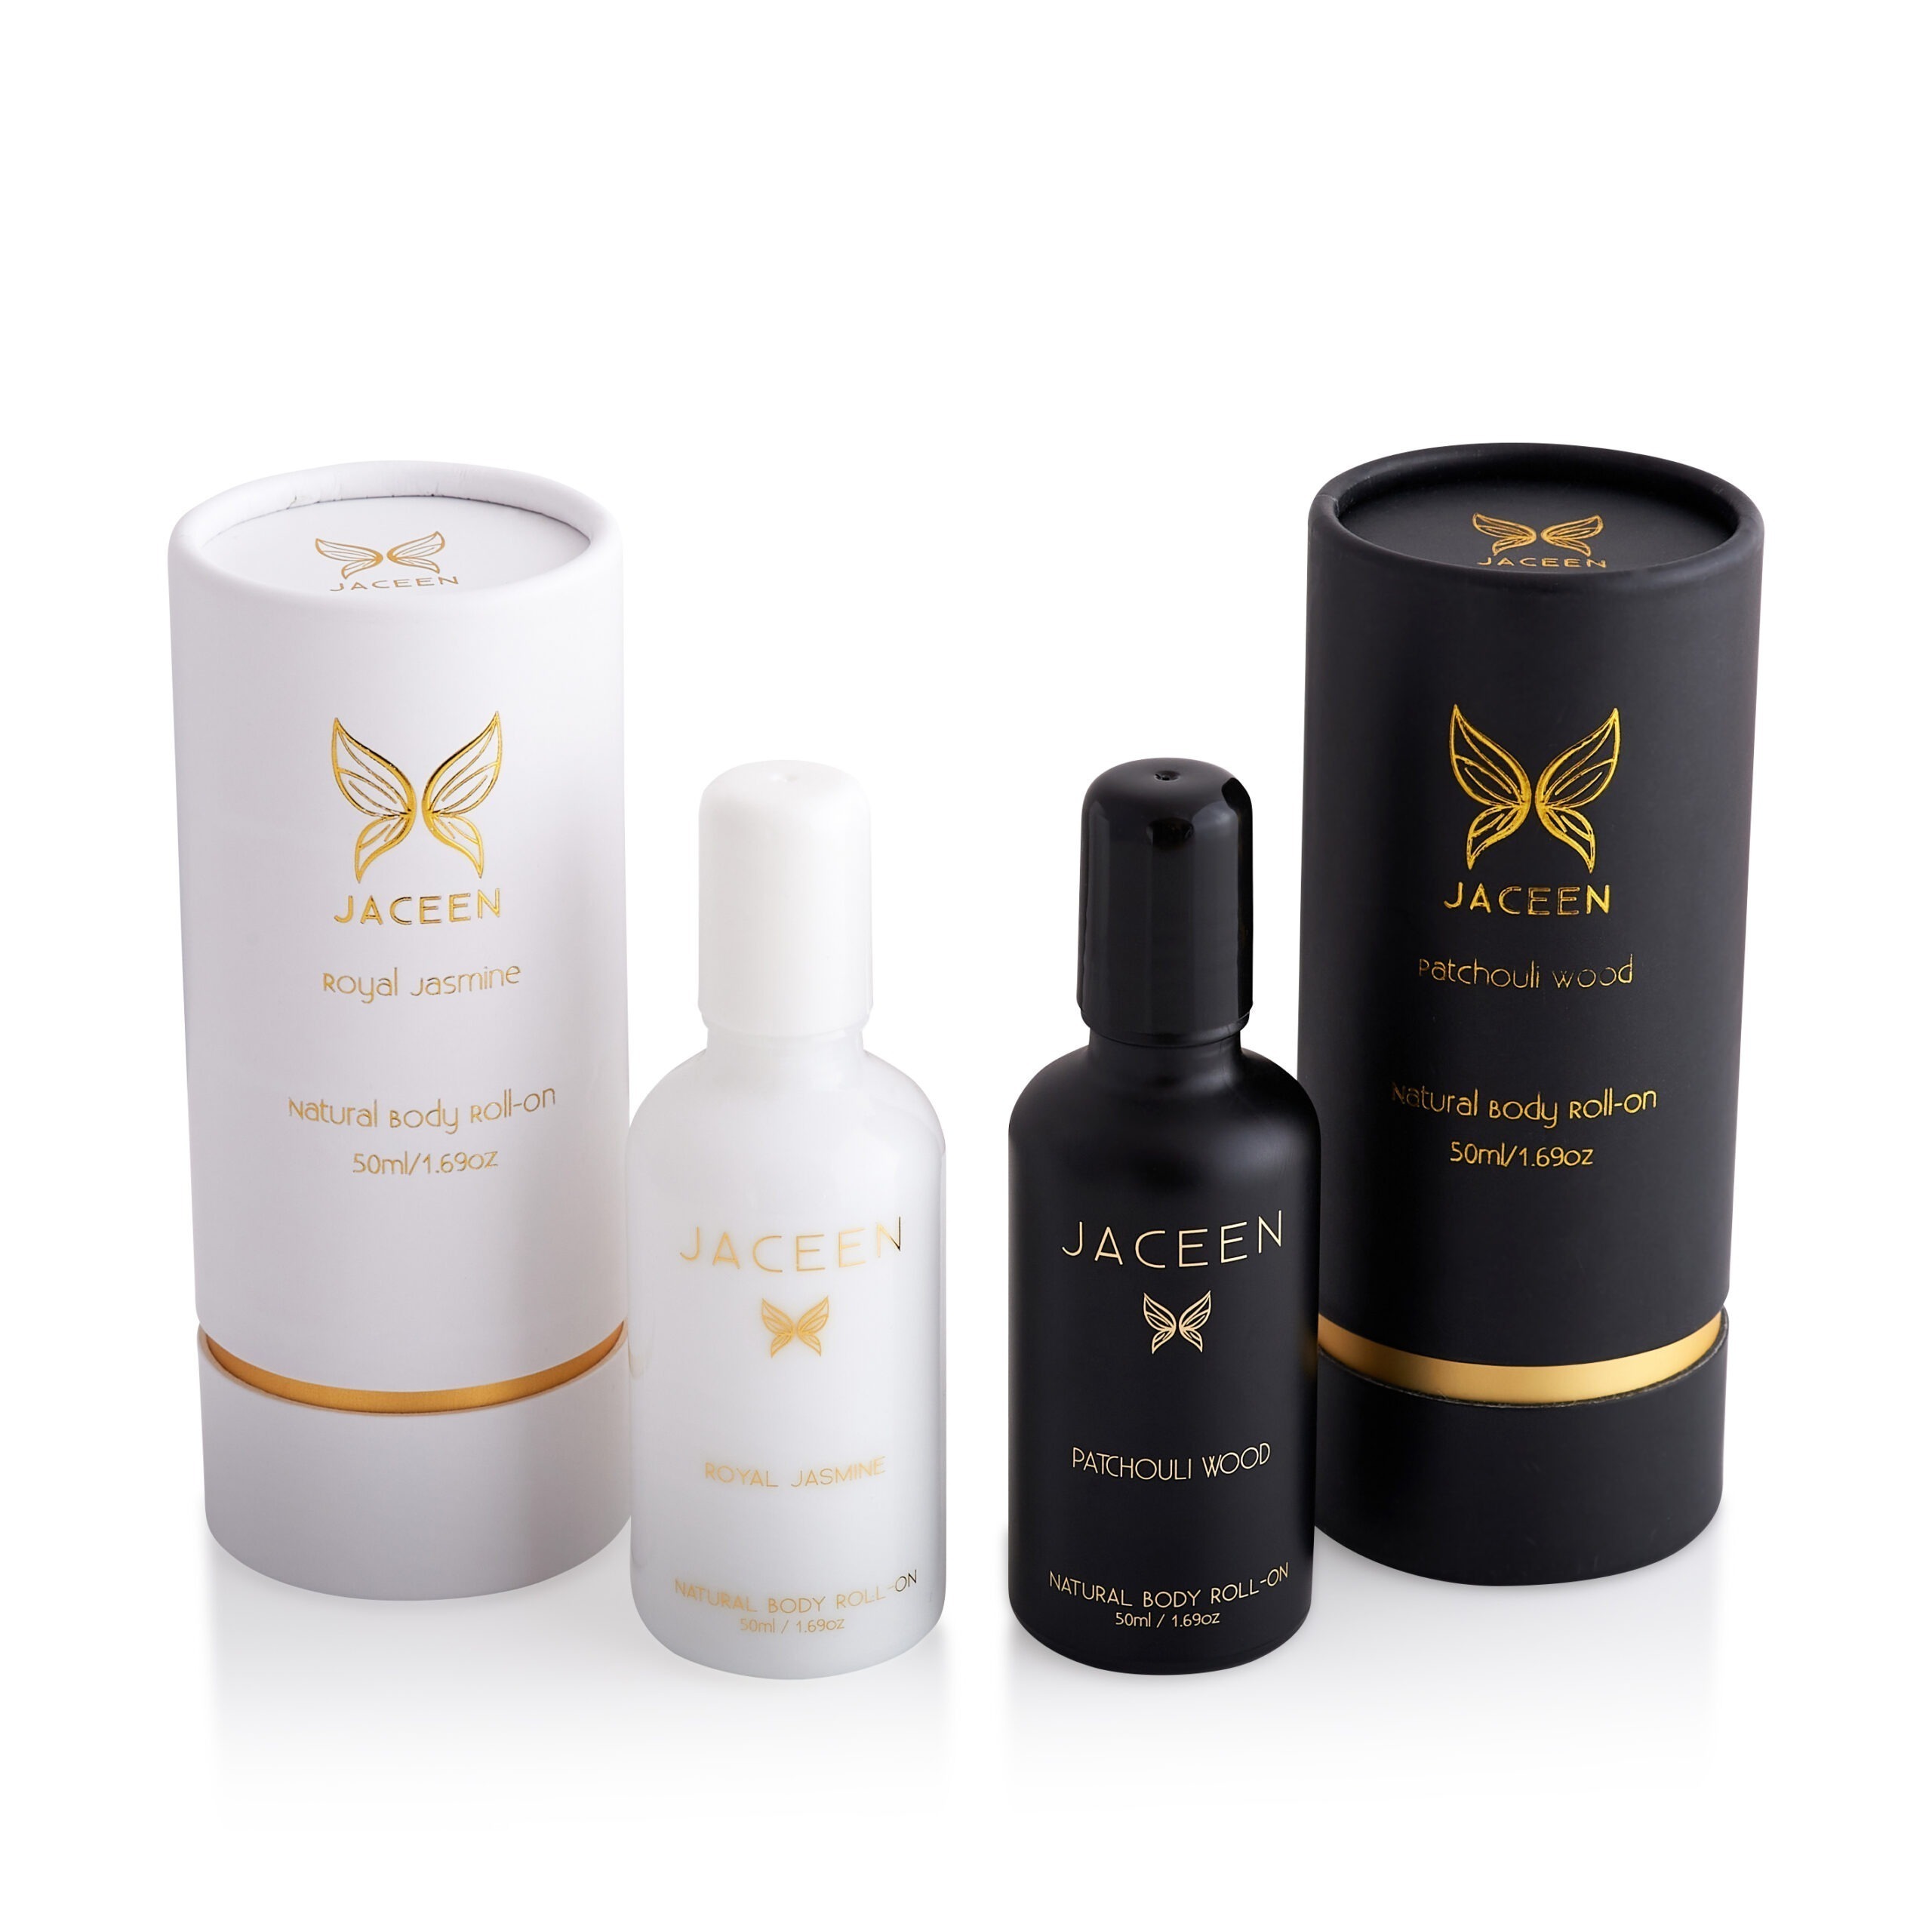 JACEEN
JACEEN
Royal Jasmine
Natural Body Roll-on
50ml/1.69oz
JACEEN
ROYAL JASMINE
NATURAL BODY ROLL-ON
50ml / 1.69oz
JACEEN
PATCHOULI WOOD
NATURAL BODY ROLL-ON
50ml / 1.69oz
JACEEN
JACEEN
Patchouli Wood
Natural Body Roll-on
50ml/1.69oz